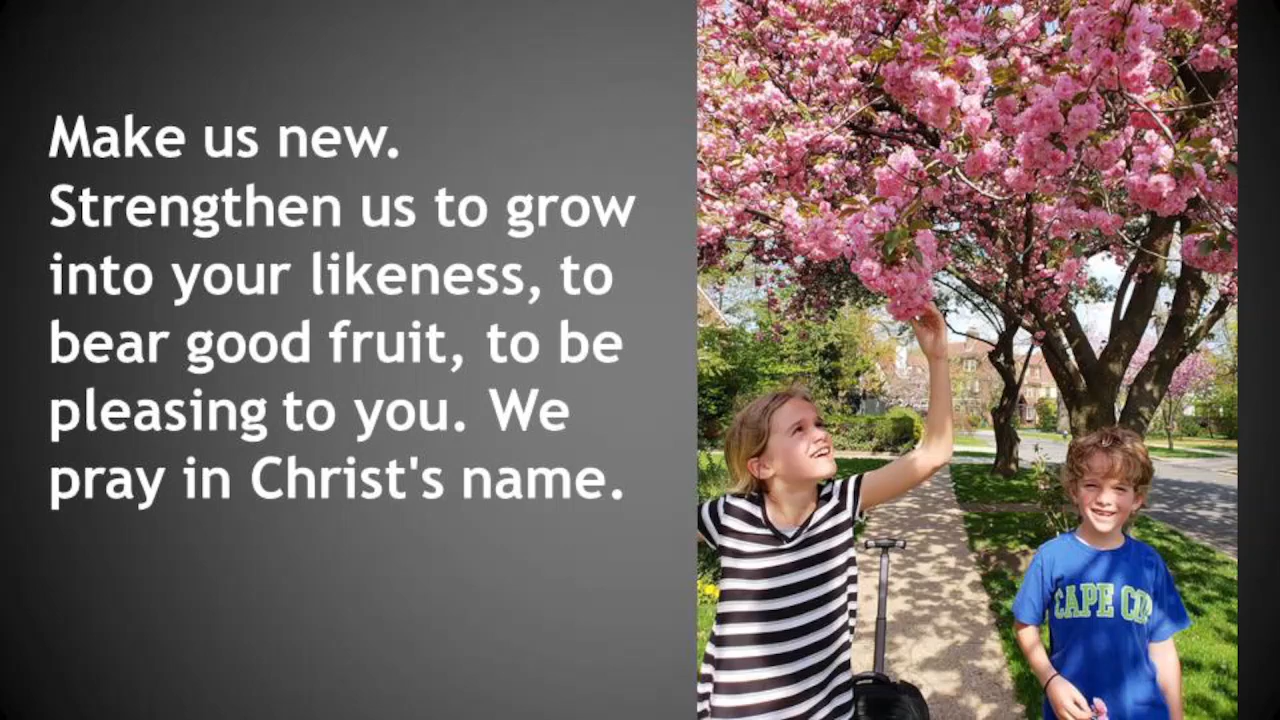 Make us new.
Strengthen us to grow
into your likeness, to
bear good fruit, to be
pleasing to you. We
pray in Christ's name.
CAPE